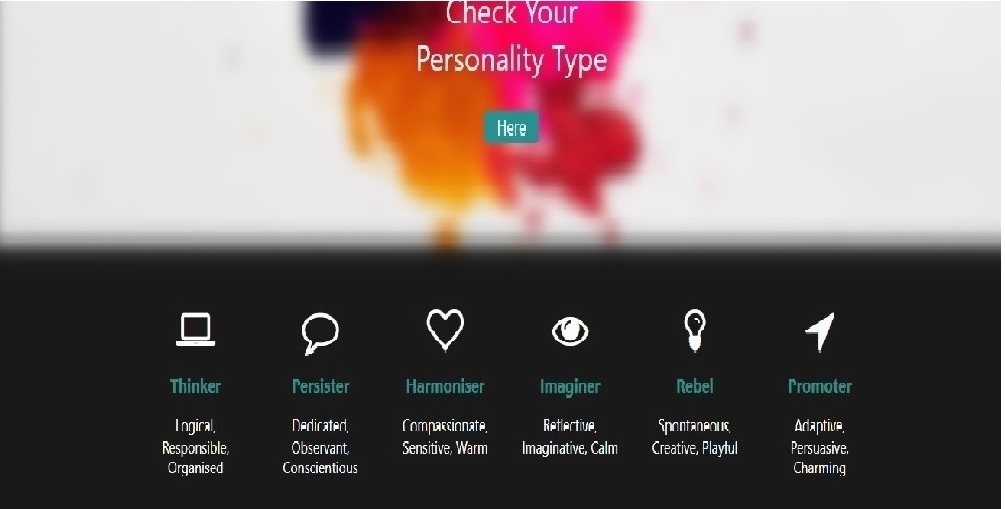 Check Your
Personality Type
Here
Thinker
Logical,
Responsible,
Organised
Persister
Dedicated,
Observant,
Conscientious
Harmoniser
Compassionate,
Sensitive, Warm
Imaginer
Reflective,
Imaginative, Calm
Rebel
Spontaneous,
Creative, Playful
Promoter
Adaptive,
Persuasive,
Charming